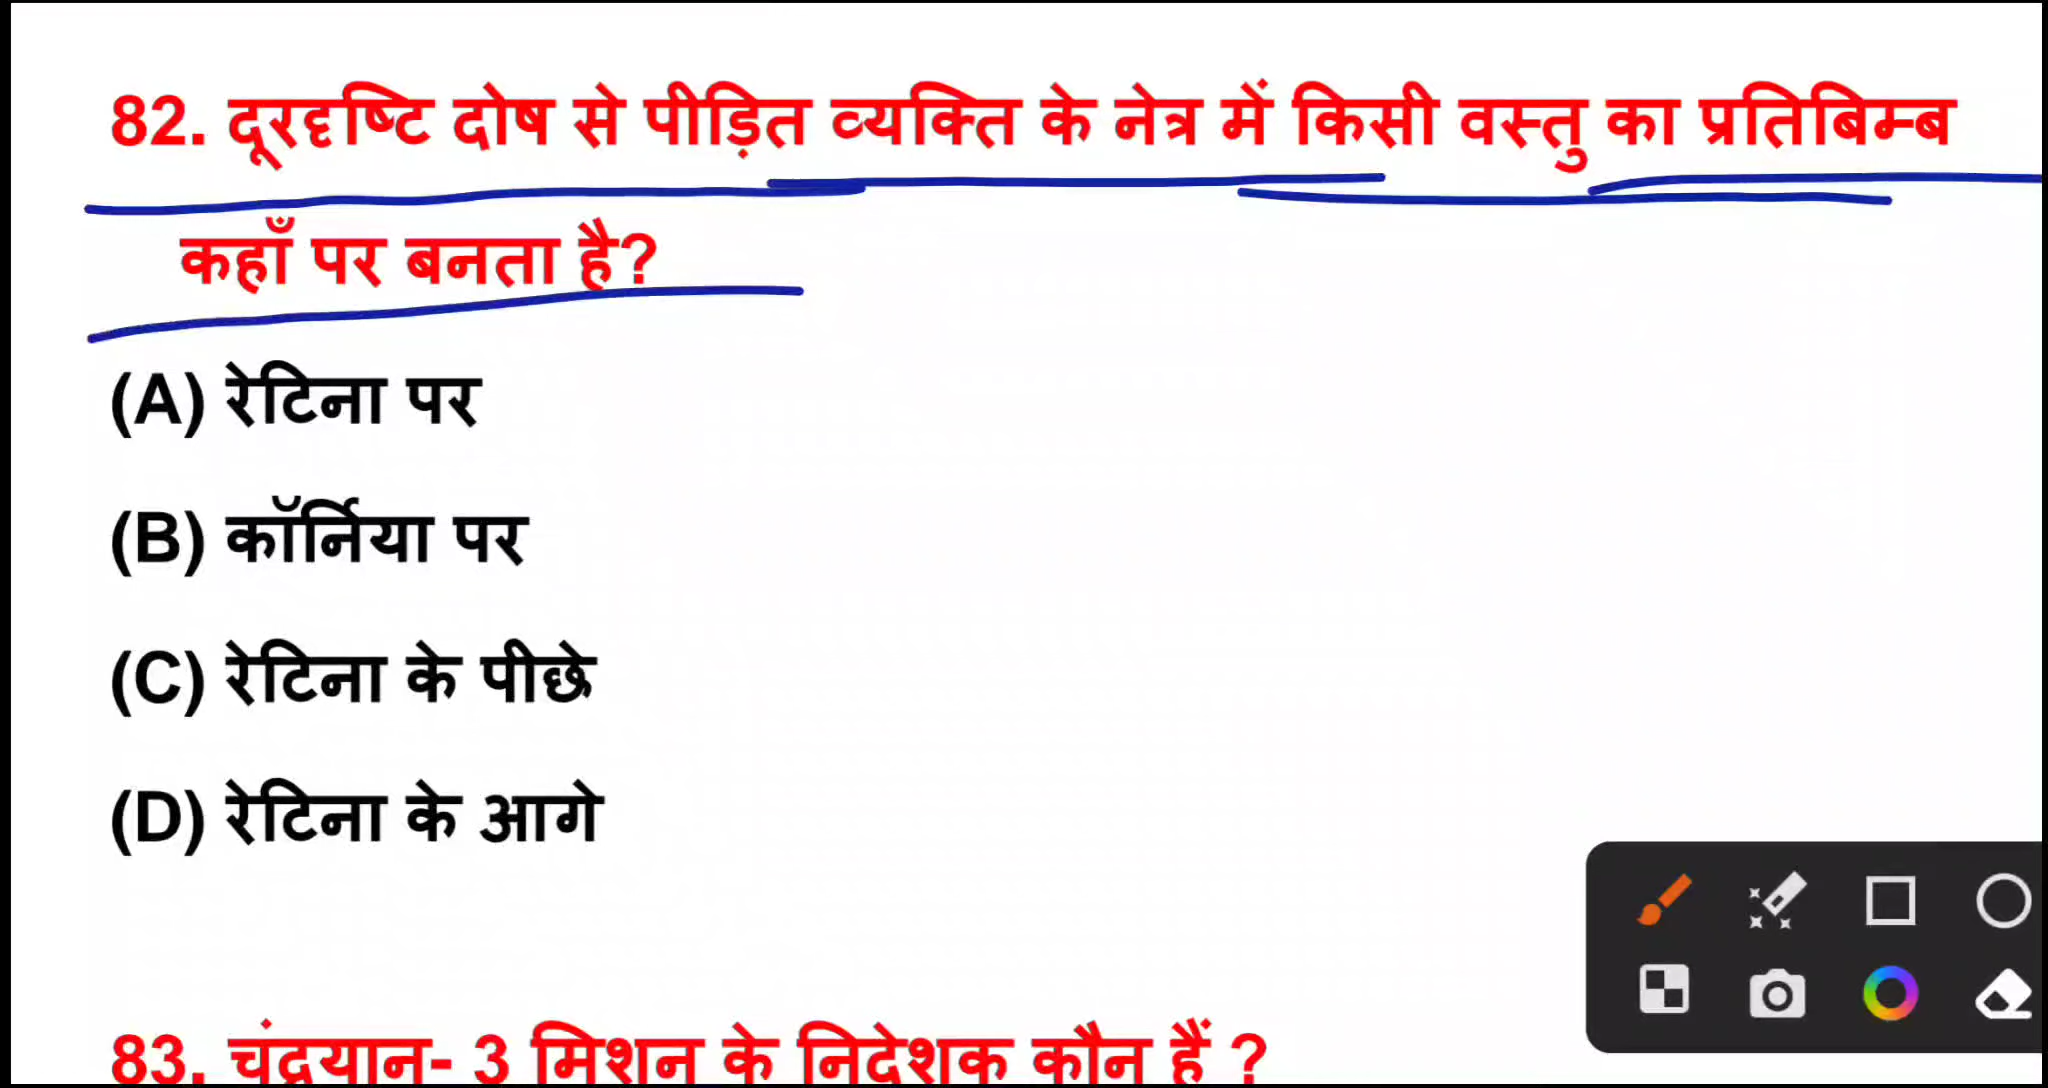 82. दूरदृष्टि दोष से पीड़ित व्यक्ति के नेत्र में किसी वस्तु का प्रतिबिम्ब
कहाँ पर बनता है?
(A) रेटिना पर
(B) कॉर्निया पर
(C) रेटिना के पीछे
(D) रेटिना के आगे
83. चंद्रयान- 3 मिशन के निदेशक कौन हैं ?